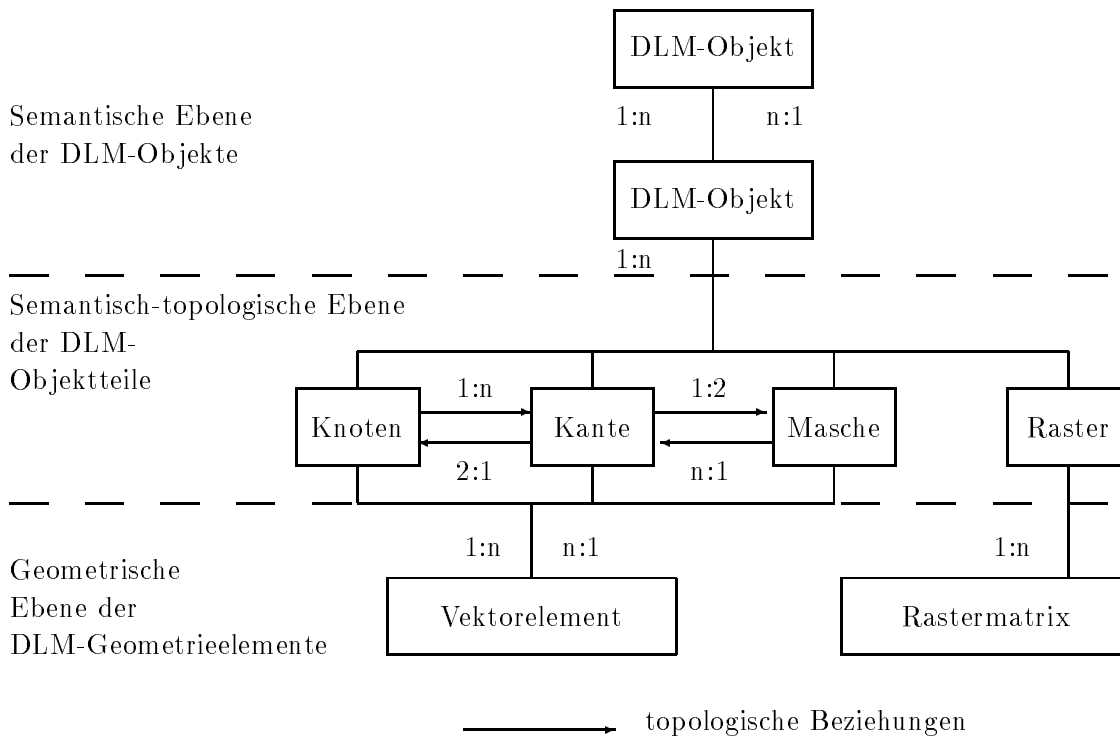 DLM-Objekt
Semantische Ebene
der DLM-Objekte
1:n
n:1
DLM-Objekt
1:n
Semantisch-topologische Ebene
der DLM-
Objektteile
1:n
1:2
Knoten
Kante
Masche
Raster
2:1
n:1
1:n
n:1
1:n
Geometrische
Ebene der
DLM-Geometrieelemente
Vektorelement
Rastermatrix
topologische Beziehungen